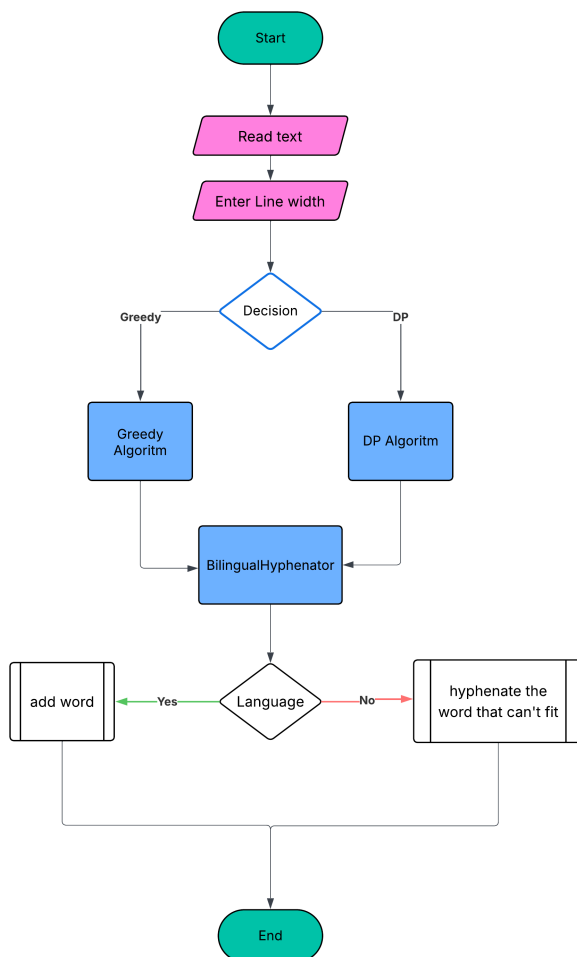 Start
Read text
Enter Line width
Decision
Greedy
DP
Greedy
Algoritm
DP Algoritm
BilingualHyphenator
Language
Yes
No
add word
hyphenate the
word that can't fit
End